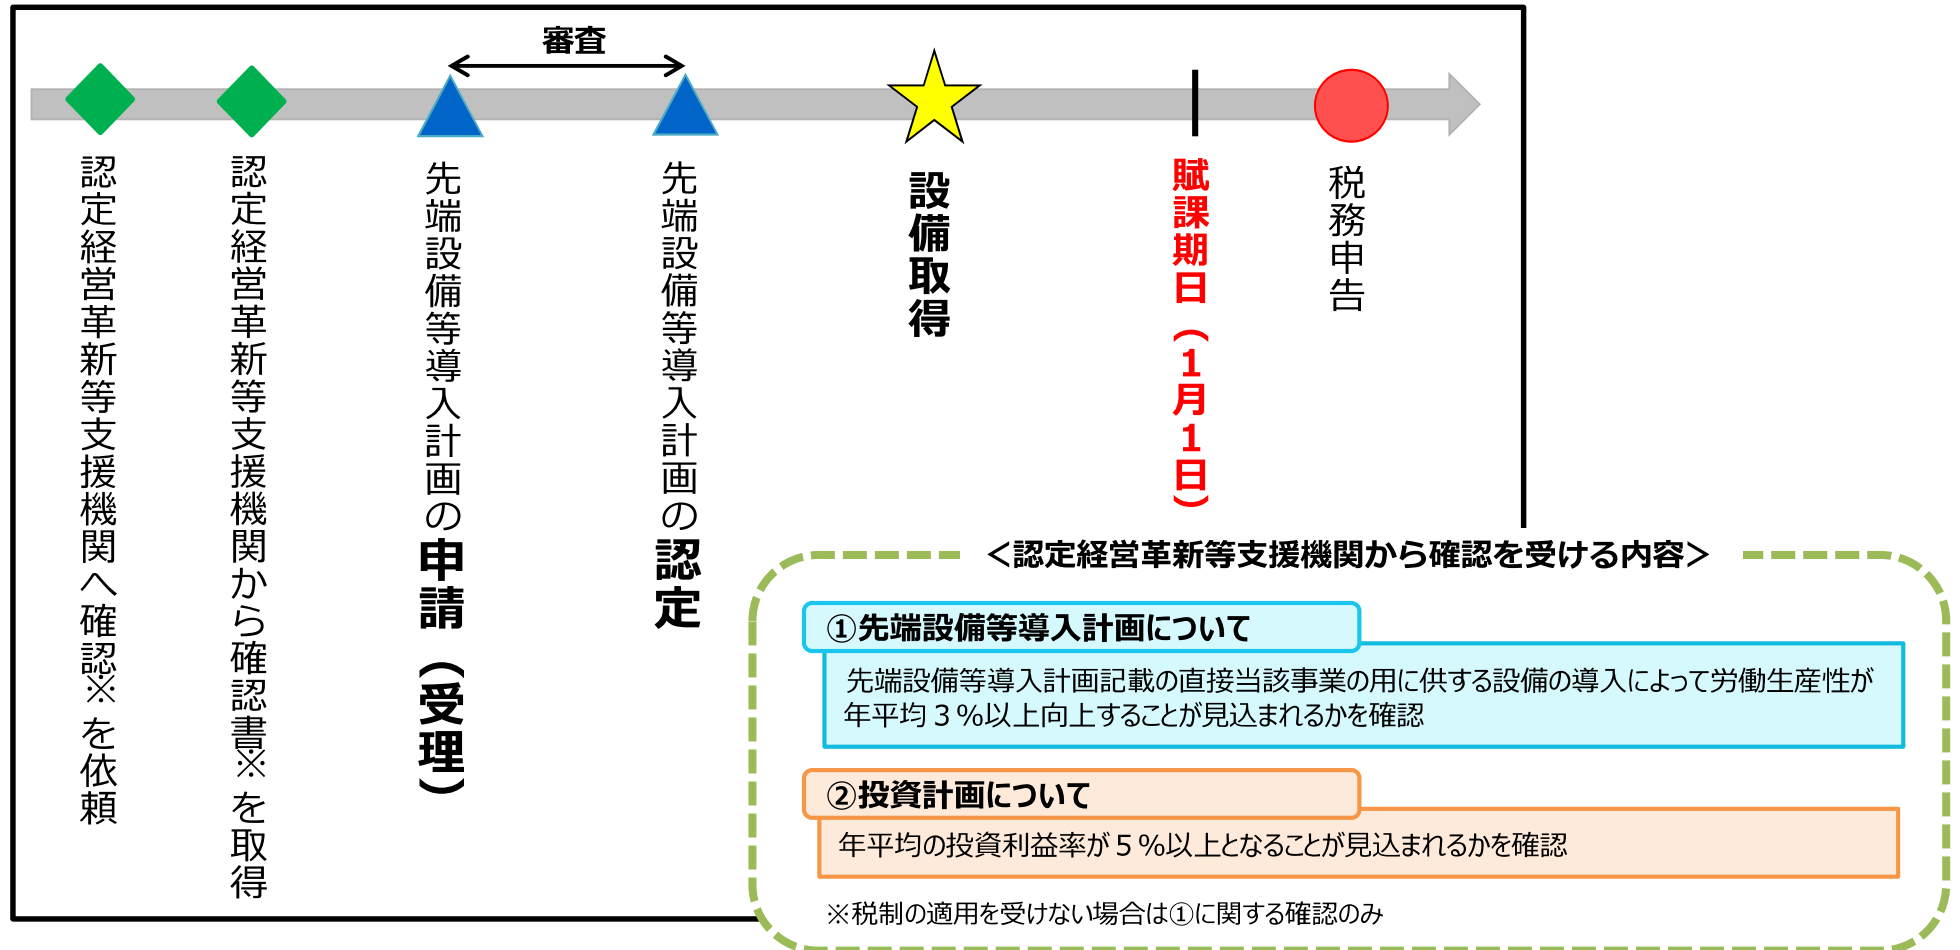 審査
認定経営革新等支援機関へ確認※を依頼
認定経営革新等支援機関から確認書※を取得
先端設備等導入計画の申請（受理）
先端設備等導入計画の認定
設備取得
賦課期日（１月１日）
税務申告
＜認定経営革新等支援機関から確認を受ける内容＞
①先端設備等導入計画について
先端設備等導入計画記載の直接当該事業の用に供する設備の導入によって労働生産性が
年平均３％以上向上することが見込まれるかを確認
②投資計画について
年平均の投資利益率が５％以上となることが見込まれるかを確認
※税制の適用を受けない場合は①に関する確認のみ